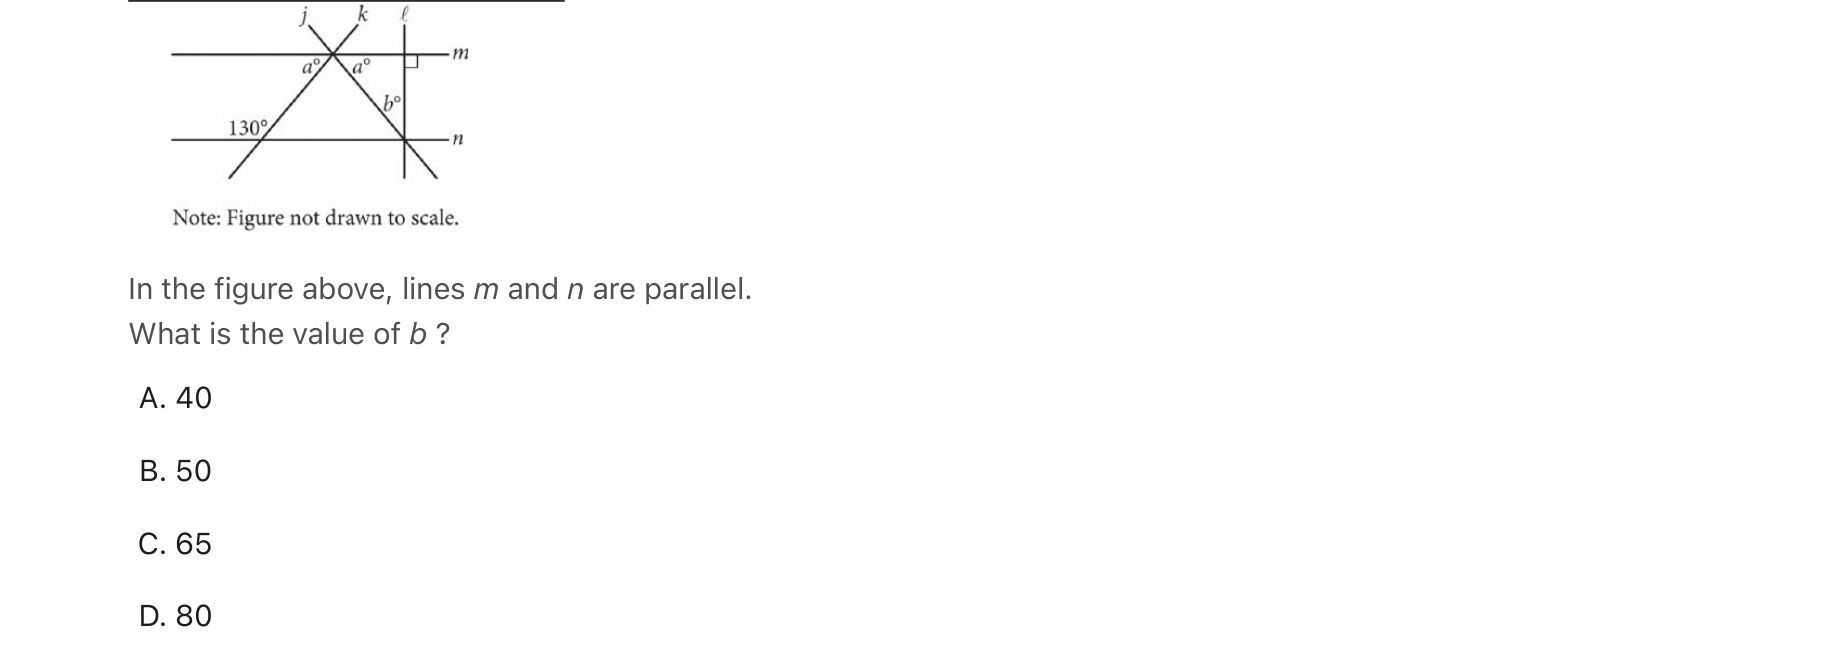 j k ℓ
m
a° a°
b°
130°
n
Note: Figure not drawn to scale.
In the figure above, lines m and n are parallel.
What is the value of b ?
A. 40
B. 50
C. 65
D. 80